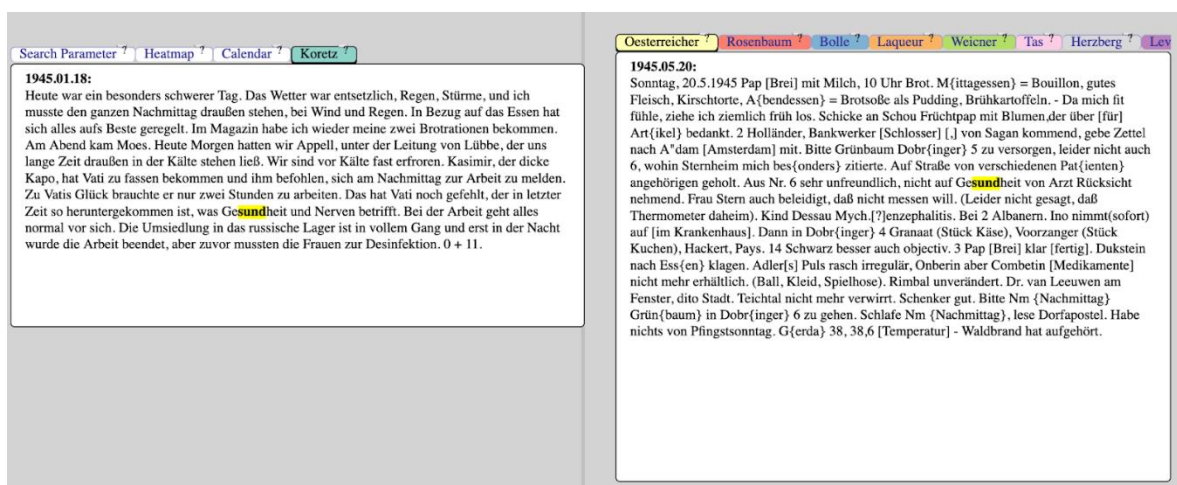 Search Parameter ? Heatmap ? Calendar ? Koretz ?
1945.01.18:
Heute war ein besonders schwerer Tag. Das Wetter war entsetzlich, Regen, Stürme, und ich
musste den ganzen Nachmittag draußen stehen, bei Wind und Regen. In Bezug auf das Essen hat
sich alles aufs Beste geregelt. Im Magazin habe ich wieder meine zwei Brotrationen bekommen.
Am Abend kam Moes. Heute Morgen hatten wir Appell, unter der Leitung von Lübbe, der uns
lange Zeit draußen in der Kälte stehen ließ. Wir sind vor Kälte fast erfroren. Kasimir, der dicke
Kapo, hat Vati zu fassen bekommen und ihm befohlen, sich am Nachmittag zur Arbeit zu melden.
Zu Vatis Glück brauchte er nur zwei Stunden zu arbeiten. Das hat Vati noch gefehlt, der in letzter
Zeit so heruntergekommen ist, was Gesundheit und Nerven betrifft. Bei der Arbeit geht alles
normal vor sich. Die Umsiedlung in das russische Lager ist in vollem Gang und erst in der Nacht
wurde die Arbeit beendet, aber zuvor mussten die Frauen zur Desinfektion. 0 + 11.
Oesterreicher ? Rosenbaum ? Bolle ? Laqueur ? Weicner ? Tas ? Herzberg ? Lev
1945.05.20:
Sonntag, 20.5.1945 Pap [Brei] mit Milch, 10 Uhr Brot. M{ittagessen} = Bouillon, gutes
Fleisch, Kirschtorte, A{bendessen} = Brotsoße als Pudding, Brühkartoffeln. - Da mich fit
fühle, ziehe ich ziemlich früh los. Schicke an Schou Früchtpap mit Blumen,der über [für]
Art{ikel} bedankt. 2 Holländer, Bankwerker [Schlosser] [,] von Sagan kommend, gebe Zettel
nach A"dam [Amsterdam] mit. Bitte Grünbaum Dobr{inger} 5 zu versorgen, leider nicht auch
6, wohin Sternheim mich bes{onders} zitierte. Auf Straße von verschiedenen Pat{ienten}
angehörigen geholt. Aus Nr. 6 sehr unfreundlich, nicht auf Gesundheit von Arzt Rücksicht
nehmend. Frau Stern auch beleidigt, daß nicht messen will. (Leider nicht gesagt, daß
Thermometer daheim). Kind Dessau Mych.[?]enzephalitis. Bei 2 Albanern. Ino nimmt(sofort)
auf [im Krankenhaus]. Dann in Dobr{inger} 4 Granaat (Stück Käse), Voorzanger (Stück
Kuchen), Hackert, Pays. 14 Schwarz besser auch objectiv. 3 Pap [Brei] klar [fertig]. Dukstein
nach Ess{en} klagen. Adler[s] Puls rasch irregulär, Onberin aber Combetin [Medikamente]
nicht mehr erhältlich. (Ball, Kleid, Spielhose). Rimbal unverändert. Dr. van Leeuwen am
Fenster, dito Stadt. Teichtal nicht mehr verwirrt. Schenker gut. Bitte Nm {Nachmittag}
Grün{baum} in Dobr{inger} 6 zu gehen. Schlafe Nm {Nachmittag}, lese Dorfapostel. Habe
nichts von Pfingstsonntag. G{erda} 38, 38,6 [Temperatur] - Waldbrand hat aufgehört.